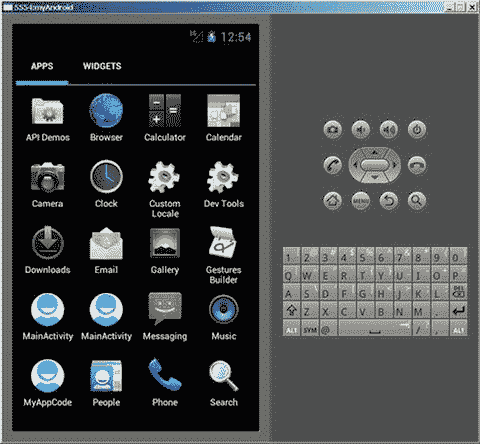 5554:myAndroid
12:54
APPS WIDGETS
API Demos Browser Calculator Calendar
Camera Clock Custom Locale Dev Tools
Downloads Email Gallery Gestures Builder
MainActivity MainActivity Messaging Music
MyAppCode People Phone Search
MENU
1 2 3 4 5 6 7 8 9 0
Q W E R T Y U I O P
A S D F G H J K L DEL
Z X C V B N M .
ALT SYM @ / , ALT